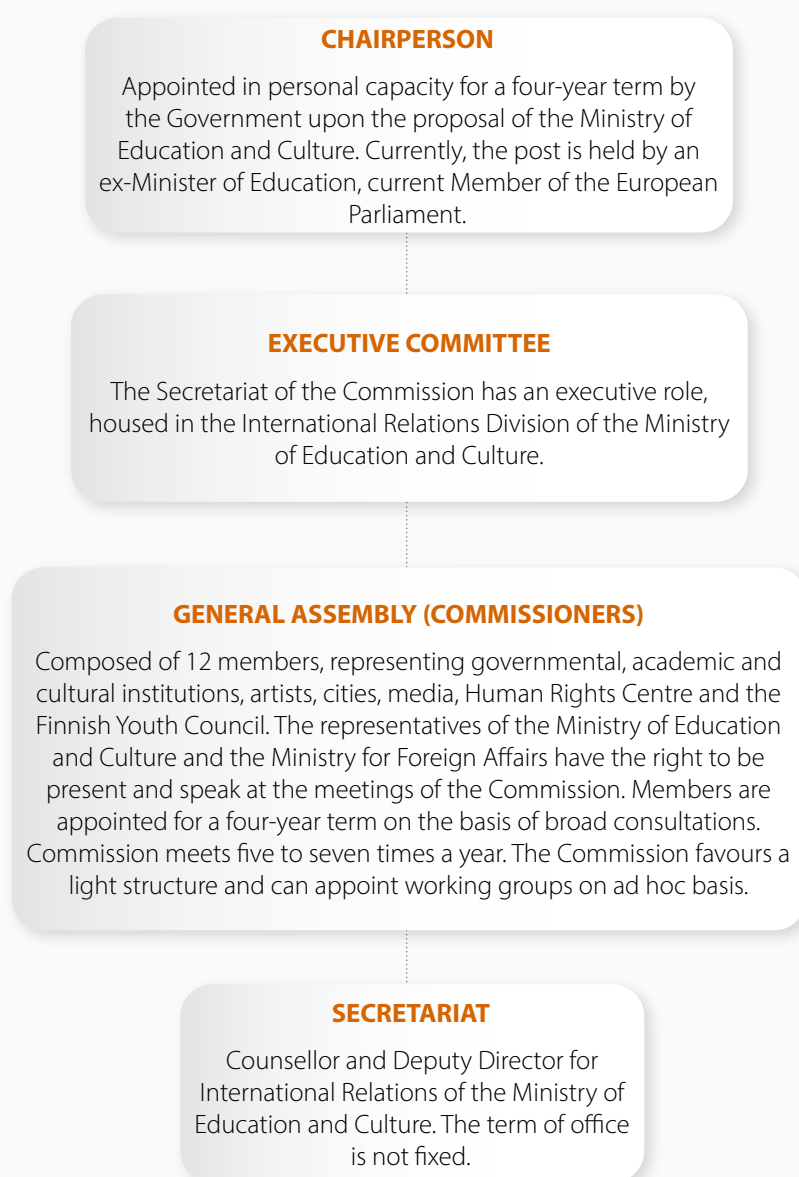 CHAIRPERSON
Appointed in personal capacity for a four-year term by
the Government upon the proposal of the Ministry of
Education and Culture. Currently, the post is held by an
ex-Minister of Education, current Member of the European
Parliament.
EXECUTIVE COMMITTEE
The Secretariat of the Commission has an executive role,
housed in the International Relations Division of the Ministry
of Education and Culture.
GENERAL ASSEMBLY (COMMISSIONERS)
Composed of 12 members, representing governmental, academic and
cultural institutions, artists, cities, media, Human Rights Centre and the
Finnish Youth Council. The representatives of the Ministry of Education
and Culture and the Ministry for Foreign Affairs have the right to be
present and speak at the meetings of the Commission. Members are
appointed for a four-year term on the basis of broad consultations.
Commission meets five to seven times a year. The Commission favours a
light structure and can appoint working groups on ad hoc basis.
SECRETARIAT
Counsellor and Deputy Director for
International Relations of the Ministry of
Education and Culture. The term of office
is not fixed.